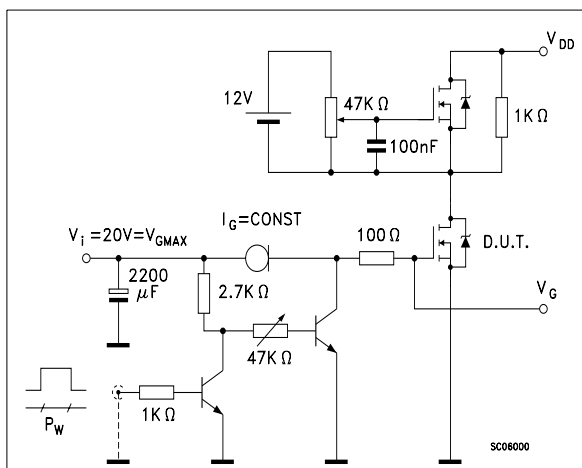 V_DD
12V
47K Ω
1K Ω
100nF
I_G=CONST
V_i =20V=V_GMAX
100 Ω
D.U.T.
2200
μF
2.7K Ω
V_G
47K Ω
1K Ω
P_W
SC06000